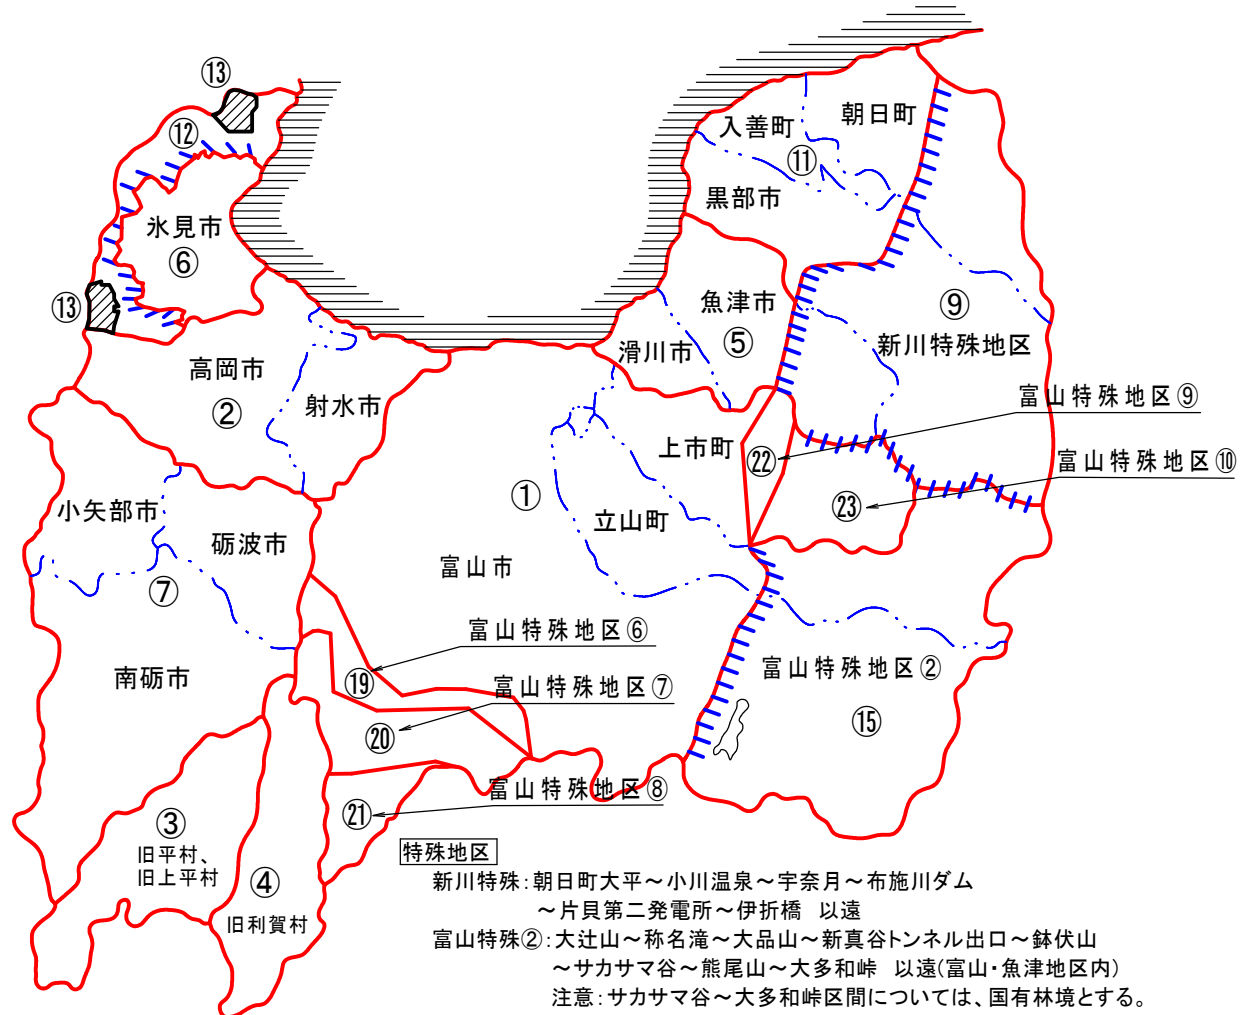 ⑬
⑫
氷見市
⑥
⑬
入善町
朝日町
⑪
黒部市
魚津市
⑤
滑川市
⑨
新川特殊地区
高岡市
②
射水市
富山特殊地区⑨
上市町
㉒
富山特殊地区⑩
㉓
小矢部市
砺波市
①
立山町
⑦
富山市
富山特殊地区⑥
南砺市
⑲
富山特殊地区⑦
⑳
富山特殊地区②
⑮
富山特殊地区⑧
㉑
③
旧平村、
旧上平村
④
旧利賀村
特殊地区
新川特殊:朝日町大平～小川温泉～宇奈月～布施川ダム
～片貝第二発電所～伊折橋 以遠
富山特殊②:大辻山～称名滝～大品山～新真谷トンネル出口～鉢伏山
～サカサマ谷～熊尾山～大多和峠 以遠(富山・魚津地区内)
注意:サカサマ谷～大多和峠区間については、国有林境とする。